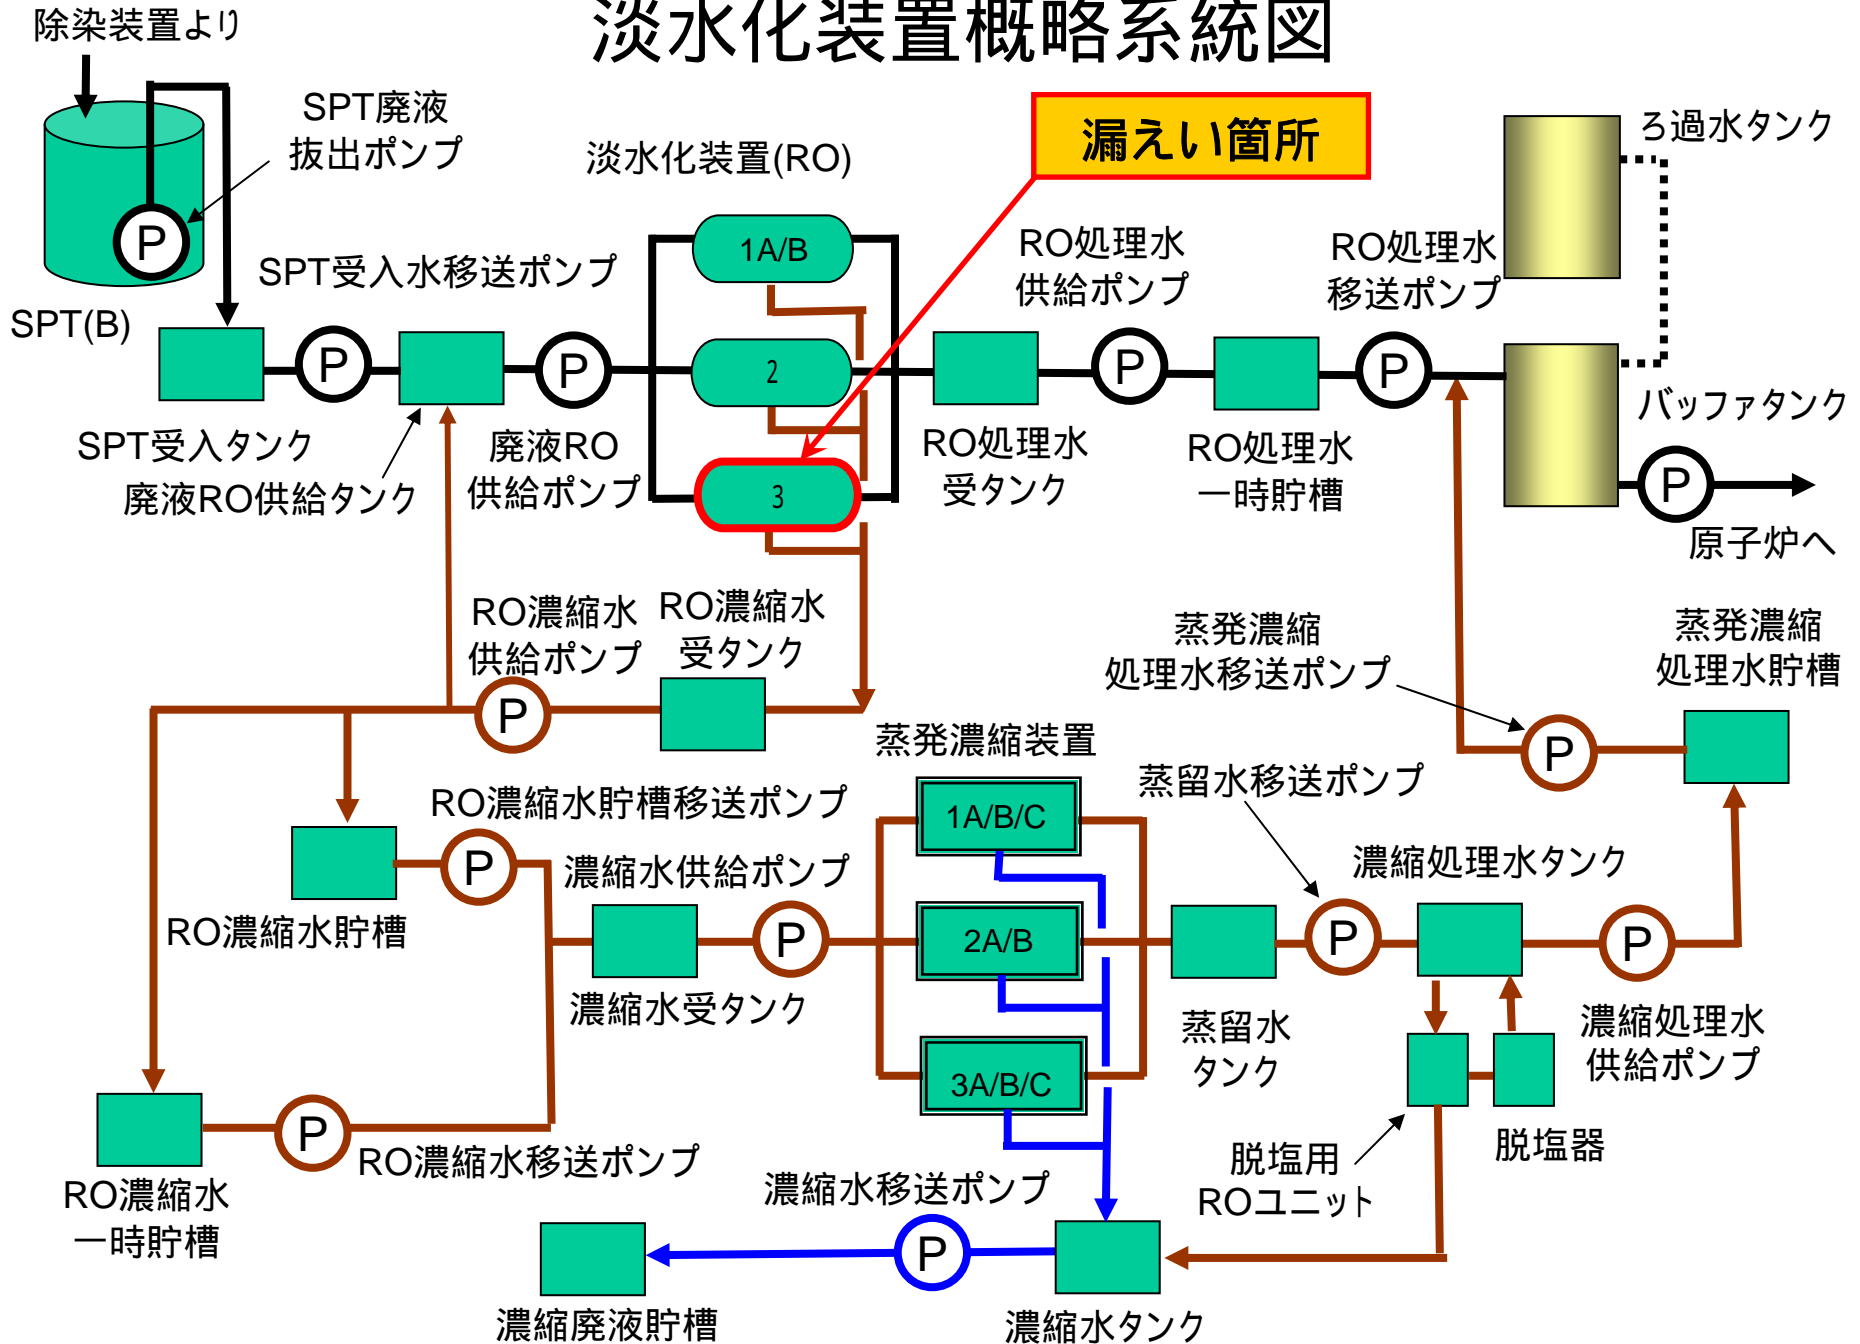 淡水化装置概略系統図
除染装置より
SPT廃液
抜出ポンプ
P
SPT(B)
淡水化装置(RO)
漏えい箇所
ろ過水タンク
1A/B
2
3
SPT受入水移送ポンプ
RO処理水
供給ポンプ
RO処理水
移送ポンプ
P
P
P
P
SPT受入タンク
廃液RO供給タンク
廃液RO
供給ポンプ
RO処理水
受タンク
RO処理水
一時貯槽
バッファタンク
P
原子炉へ
RO濃縮水
供給ポンプ
RO濃縮水
受タンク
P
蒸発濃縮
処理水移送ポンプ
蒸発濃縮
処理水貯槽
P
蒸発濃縮装置
1A/B/C
2A/B
3A/B/C
蒸留水移送ポンプ
RO濃縮水貯槽移送ポンプ
P
RO濃縮水貯槽
濃縮水供給ポンプ
P
濃縮水受タンク
濃縮処理水タンク
P
P
蒸留水
タンク
濃縮処理水
供給ポンプ
脱塩用
ROユニット
脱塩器
P
RO濃縮水移送ポンプ
RO濃縮水
一時貯槽
濃縮水移送ポンプ
P
濃縮廃液貯槽
濃縮水タンク